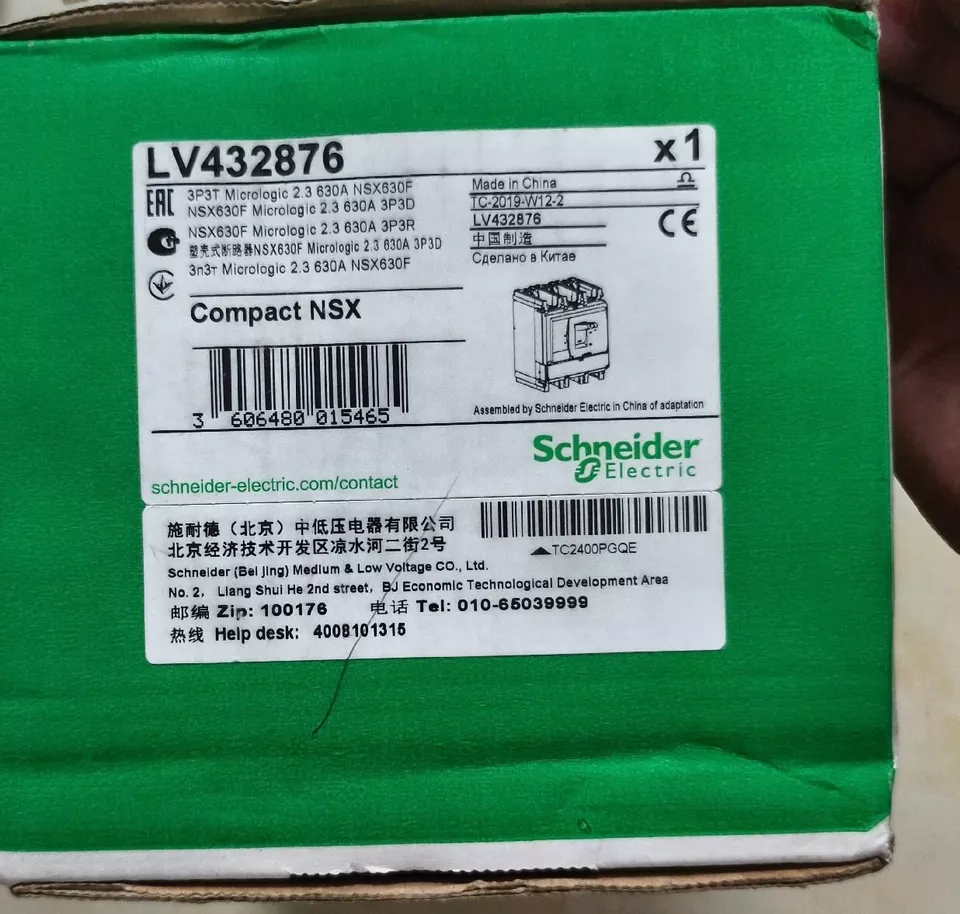 LV432876
x1
EAC
3P3T Micrologic 2.3 630A NSX630F
NSX630F Micrologic 2.3 630A 3P3D
NSX630F Micrologic 2.3 630A 3P3R
塑壳式断路器NSX630F Micrologic 2.3 630A 3P3D
3п3т Micrologic 2.3 630A NSX630F
Made in China
TC-2019-W12-2
LV432876
中国制造
Сделано в Китае
CE
Compact NSX
3 606480 015465
Assembled by Schneider Electric in China of adaptation
Schneider
Electric
schneider-electric.com/contact
施耐德（北京）中低压电器有限公司
北京经济技术开发区凉水河二街2号
TC2400PGQE
Schneider (Bei jing) Medium & Low Voltage CO., Ltd.
No. 2, Liang Shui He 2nd street, BJ Economic Technological Development Area
邮编 Zip: 100176 电话 Tel: 010-65039999
热线 Help desk: 4008101315